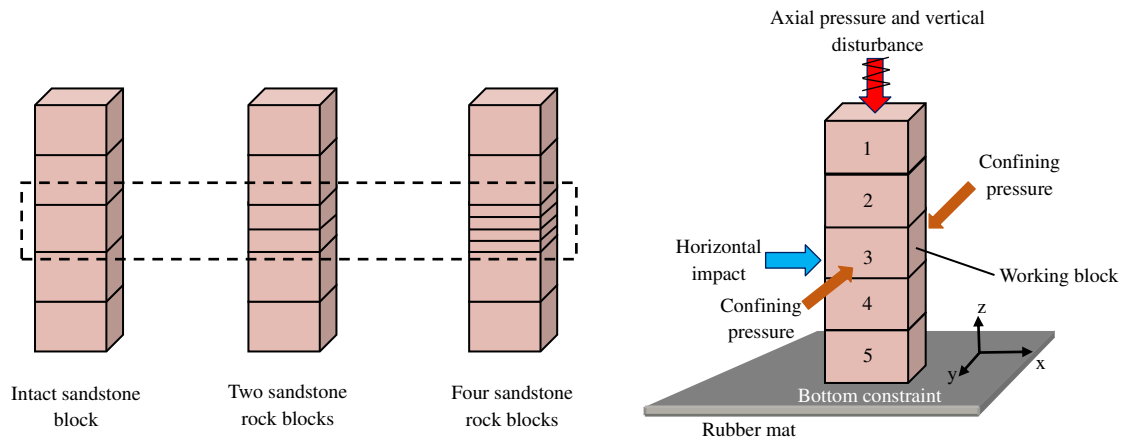 Intact sandstone
block
Two sandstone
rock blocks
Four sandstone
rock blocks
Axial pressure and vertical
disturbance
1
2
3
4
5
Confining
pressure
Horizontal
impact
Working block
Confining
pressure
z
x
y
Bottom constraint
Rubber mat